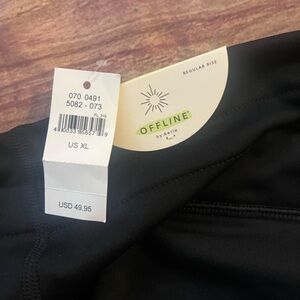 070 0491
5082 - 073
US XL
USD 49.95
REGULAR RISE
OFFLINE
by aerie